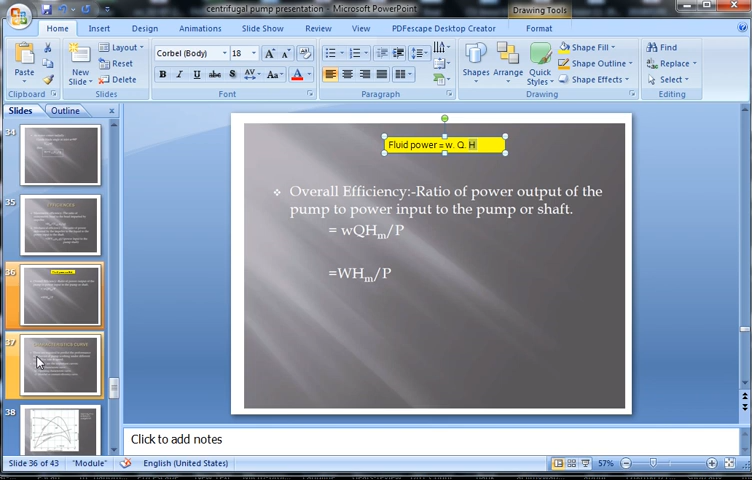 centrifugal pump presentation - Microsoft PowerPoint
Drawing Tools
Home
Insert
Design
Animations
Slide Show
Review
View
PDFescape Desktop Creator
Format
Paste
New
Slide
Layout
Reset
Delete
Corbel (Body)
18
B I U abc S AV Aa A
Shapes
Arrange
Quick
Styles
Shape Fill
Shape Outline
Shape Effects
Find
Replace
Select
Clipboard
Slides
Font
Paragraph
Drawing
Editing
Slides
Outline
34
35
36
37
38
Fluid power = w. Q. H
Overall Efficiency:-Ratio of power output of the
pump to power input to the pump or shaft.
= wQHm/P
=WHm/P
Click to add notes
Slide 36 of 43
"Module"
English (United States)
57%